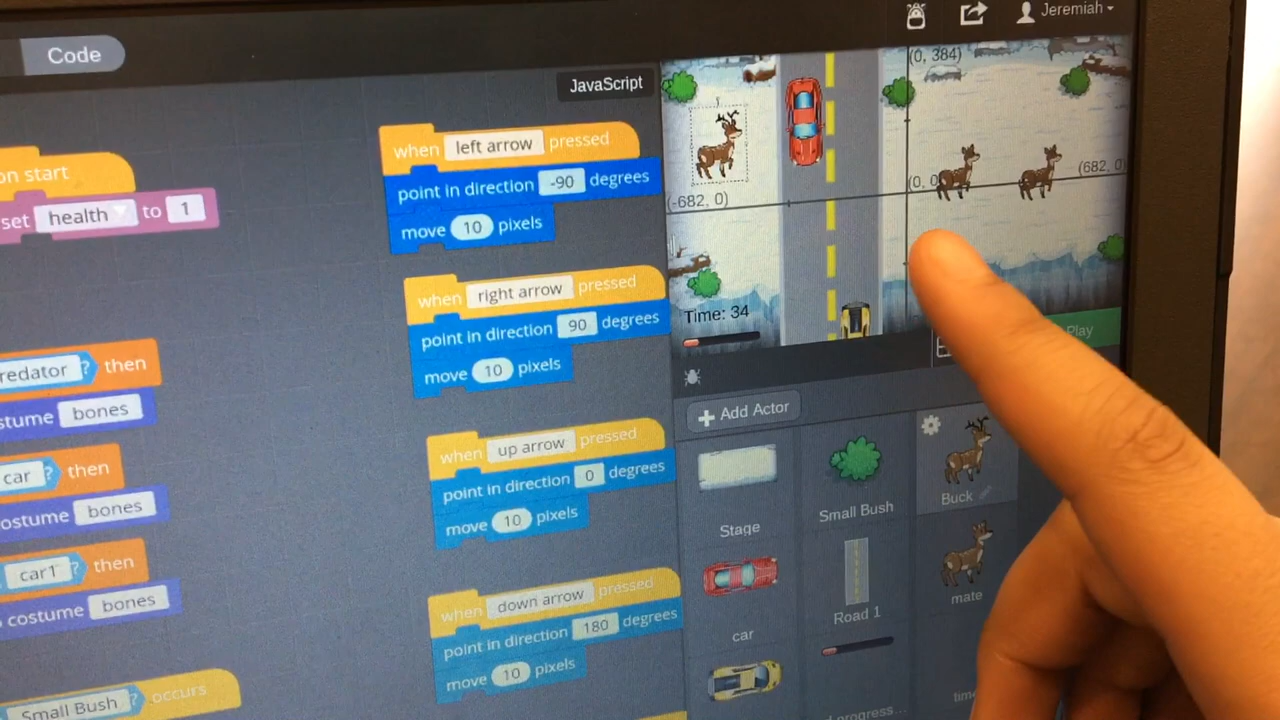 Code
Jeremiah
JavaScript
on start
set health to 1
redator ? then
stume bones
car ? then
ostume bones
car1 ? then
costume bones
Small Bush ? occurs
when left arrow pressed
point in direction -90 degrees
move 10 pixels
when right arrow pressed
point in direction 90 degrees
move 10 pixels
when up arrow pressed
point in direction 0 degrees
move 10 pixels
when down arrow pressed
point in direction 180 degrees
move 10 pixels
(0, 384)
(682, 0)
(0, 0
(-682, 0)
Time: 34
Play
+ Add Actor
Stage
Small Bush
Buck
car
Road 1
mate
d progress...
time